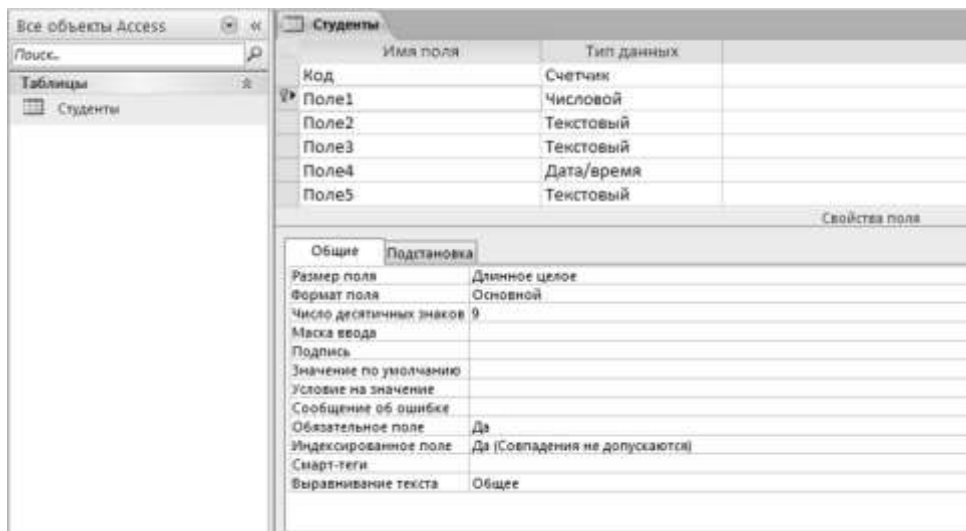 Все объекты Access
Поиск...
Таблицы
Студенты
Студенты
Имя поля Тип данных
Код Счетчик
Поле1 Числовой
Поле2 Текстовый
Поле3 Текстовый
Поле4 Дата/время
Поле5 Текстовый
Свойства поля
Общие Подстановка
Размер поля Длинное целое
Формат поля Основной
Число десятичных знаков 9
Маска ввода
Подпись
Значение по умолчанию
Условие на значение
Сообщение об ошибке
Обязательное поле Да
Индексированное поле Да (Совпадения не допускаются)
Смарт-теги
Выравнивание текста Общее